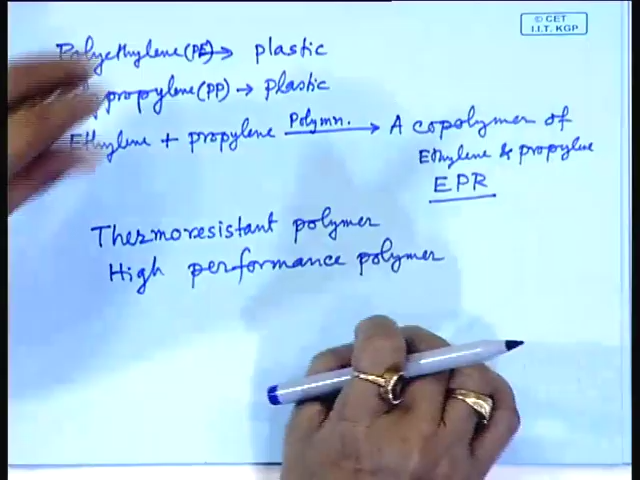 © CET
I.I.T. KGP
Polyethylene (PE) → plastic
propylene (PP) → plastic
Ethylene + propylene Polymn. → A copolymer of
Ethylene & propylene
EPR
Thermoresistant polymer
High performance polymer